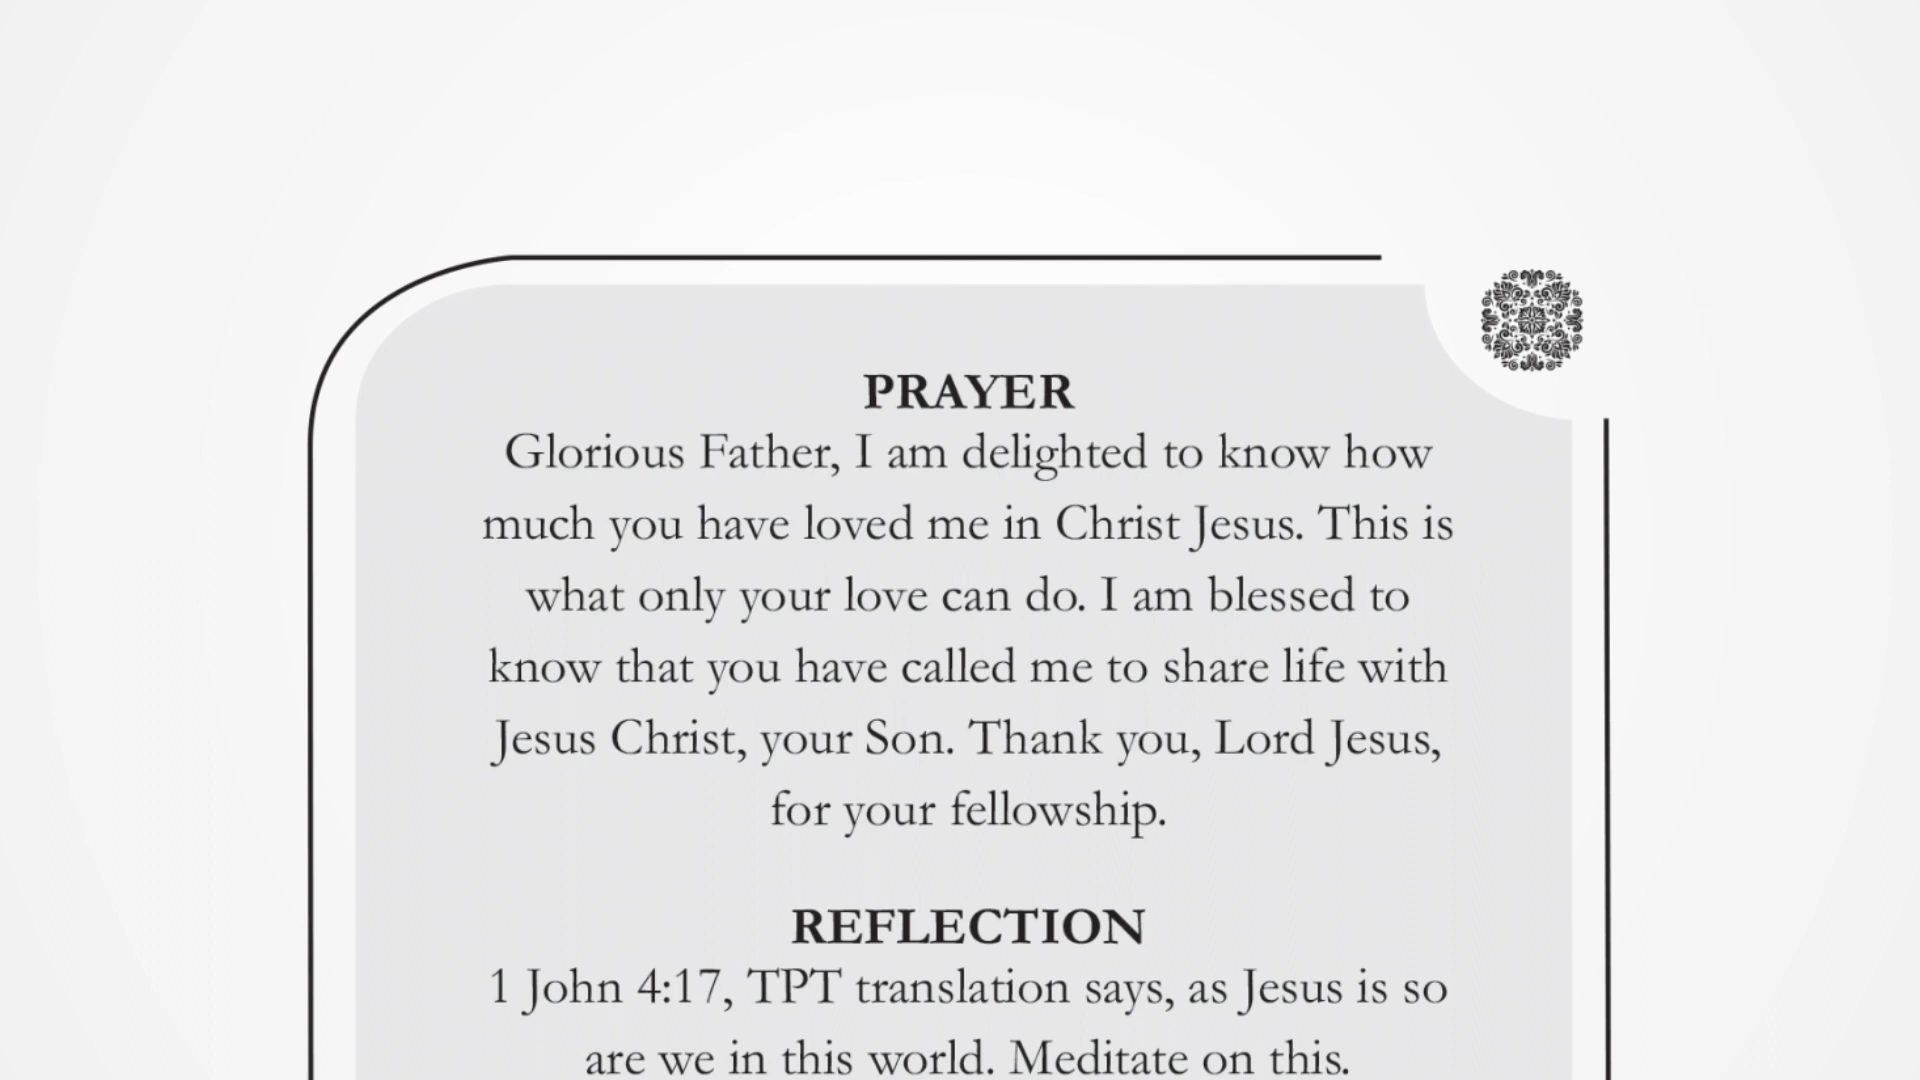 PRAYER
Glorious Father, I am delighted to know how
much you have loved me in Christ Jesus. This is
what only your love can do. I am blessed to
know that you have called me to share life with
Jesus Christ, your Son. Thank you, Lord Jesus,
for your fellowship.
REFLECTION
1 John 4:17, TPT translation says, as Jesus is so
are we in this world. Meditate on this.